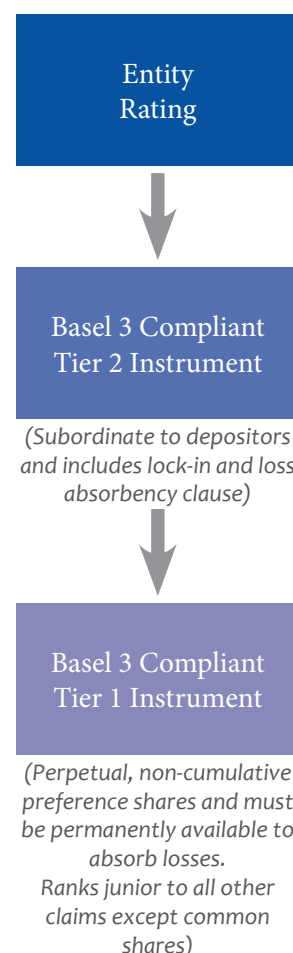 Entity
Rating
Basel 3 Compliant
Tier 2 Instrument
(Subordinate to depositors
and includes lock-in and loss
absorbency clause)
Basel 3 Compliant
Tier 1 Instrument
(Perpetual, non-cumulative
preference shares and must
be permanently available to
absorb losses.
Ranks junior to all other
claims except common
shares)